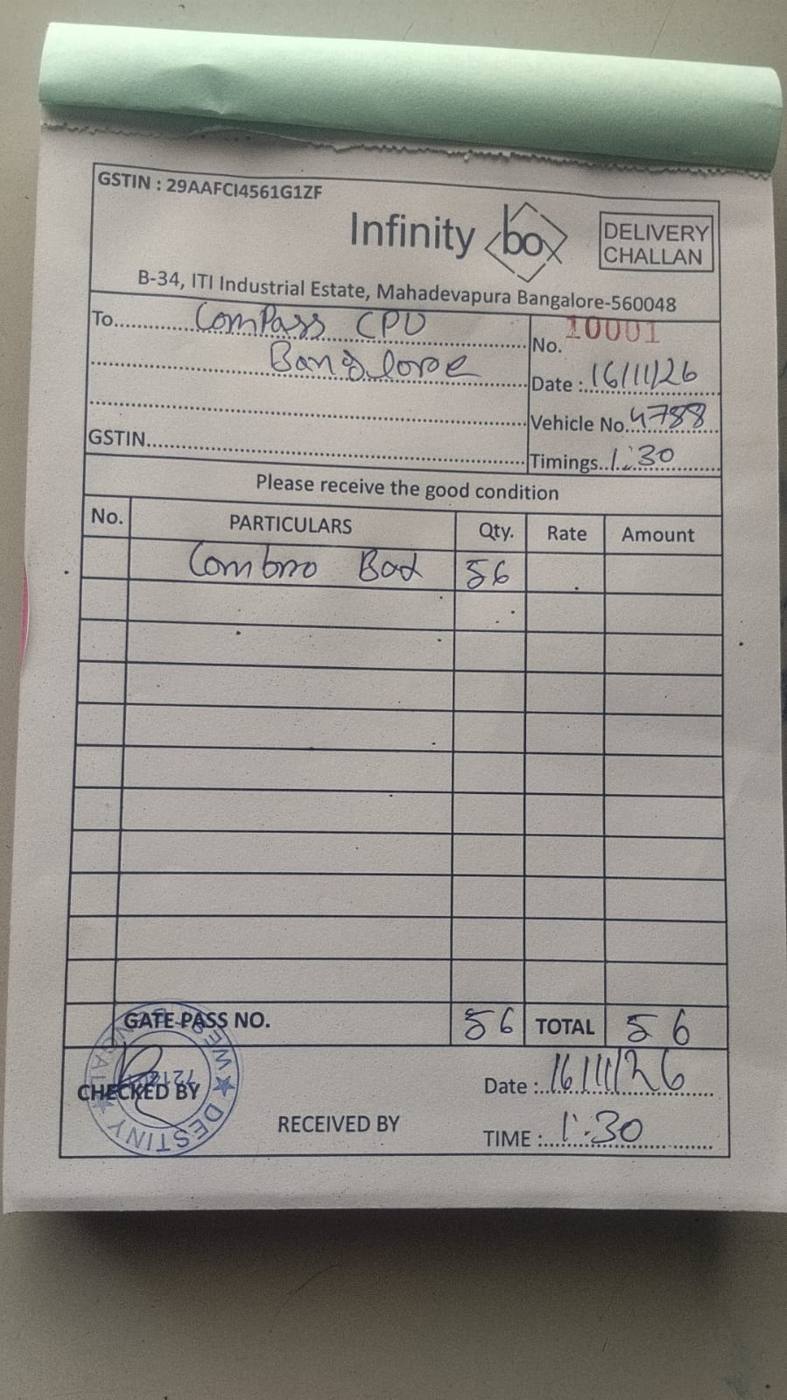 GSTIN : 29AAFCI4561G1ZF
Infinity box
DELIVERY
CHALLAN
B-34, ITI Industrial Estate, Mahadevapura Bangalore-560048
To ComPass CPU
Banglore
GSTIN
No. 10001
Date : 16/11/26
Vehicle No. 4788
Timings 1:30
Please receive the good condition
No. PARTICULARS Qty. Rate Amount
56
GATE PASS NO. 56 TOTAL 56
CHECKED BY
DESTINY
RECEIVED BY
Date : 16/11/26
TIME : 1:30